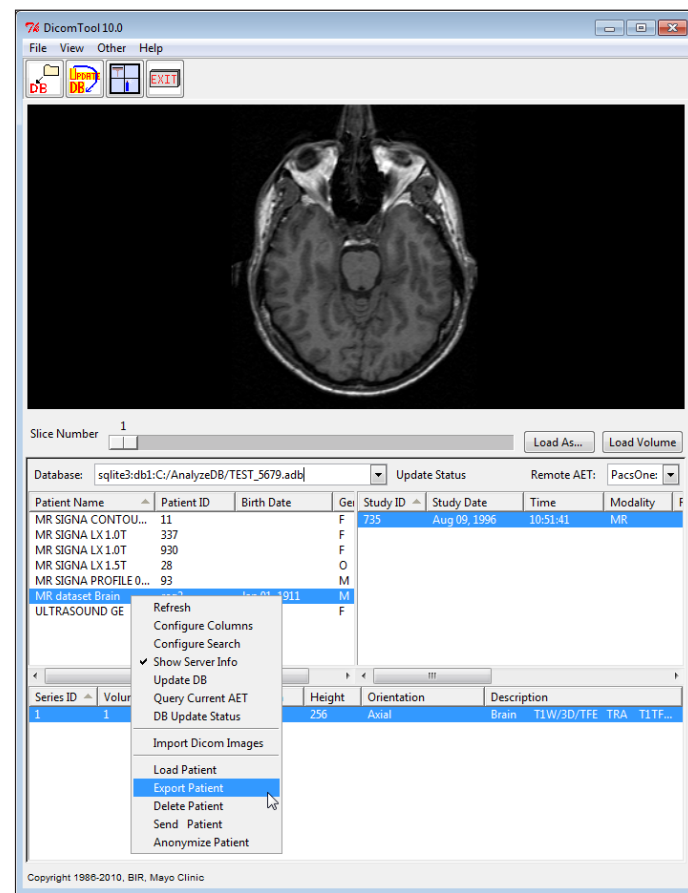 DicomTool 10.0
File View Other Help
DB UPDATE DB EXIT
Slice Number 1
Load As... Load Volume
Database: sqlite3:db1:C:/AnalyzeDB/TEST_5679.adb Update Status Remote AET: PacsOne:
Patient Name Patient ID Birth Date Ger Study ID Study Date Time Modality
MR SIGNA CONTOU... 11 F 735 Aug 09, 1996 10:51:41 MR
MR SIGNA LX 1.0T 337 F
MR SIGNA LX 1.0T 930 F
MR SIGNA LX 1.5T 28 O
MR SIGNA PROFILE 0... 93 M
MR dataset Brain 1911 M
ULTRASOUND GE F
Refresh
Configure Columns
Configure Search
Show Server Info
Update DB
Query Current AET
DB Update Status
Import Dicom Images
Load Patient
Export Patient
Delete Patient
Send Patient
Anonymize Patient
Series ID Volur Height Orientation Description
1 1 256 Axial Brain T1W/3D/TFE TRA T1TF...
Copyright 1986-2010, BIR, Mayo Clinic